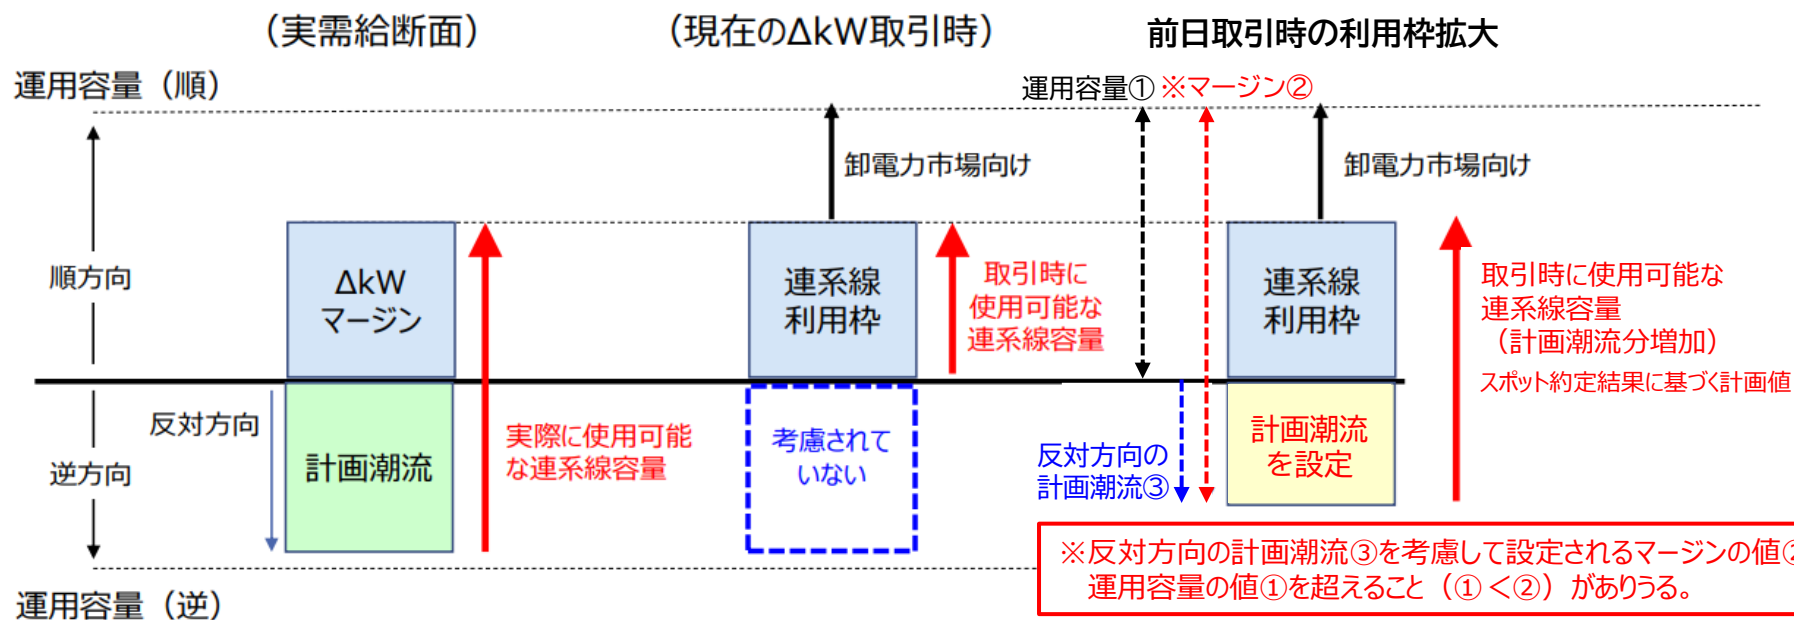 （実需給断面）
（現在のΔkW取引時）
前日取引時の利用枠拡大
運用容量（順）
運用容量① ※マージン②
卸電力市場向け
卸電力市場向け
順方向
ΔkW
マージン
連系線
利用枠
取引時に
使用可能な
連系線容量
連系線
利用枠
取引時に使用可能な
連系線容量
（計画潮流分増加）
スポット約定結果に基づく計画値
反対方向
逆方向
計画潮流
実際に使用可能
な連系線容量
考慮されて
いない
反対方向の
計画潮流③
計画潮流
を設定
※反対方向の計画潮流③を考慮して設定されるマージンの値②
運用容量の値①を超えること（①＜②）がありうる。
運用容量（逆）